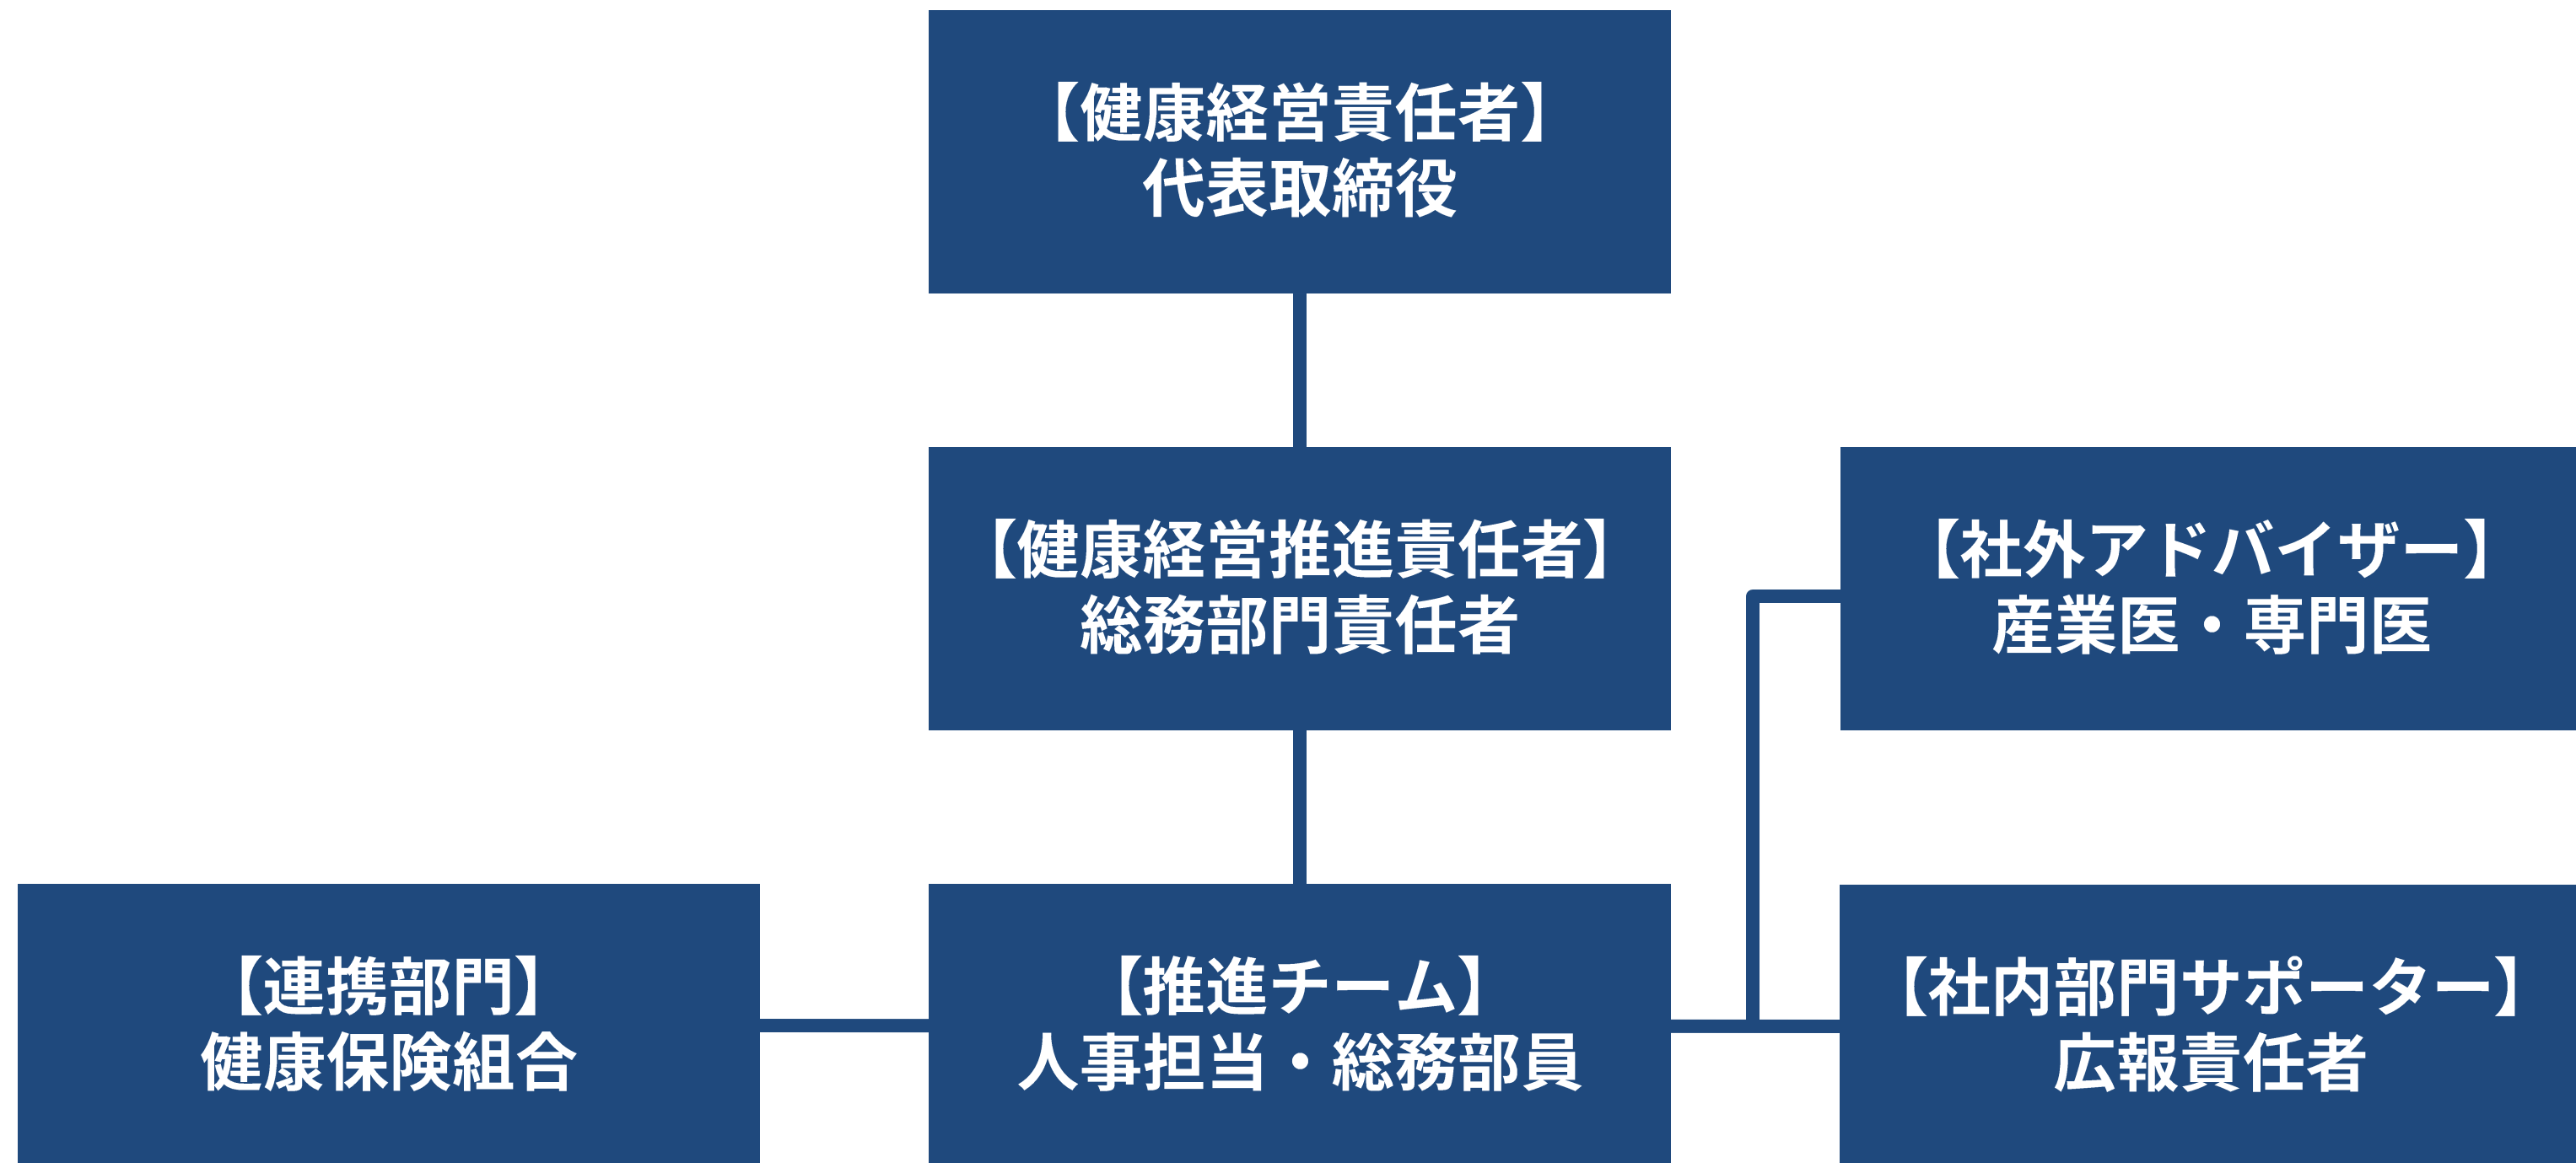 【健康経営責任者】
代表取締役
【健康経営推進責任者】
総務部門責任者
【社外アドバイザー】
産業医・専門医
【連携部門】
健康保険組合
【推進チーム】
人事担当・総務部員
【社内部門サポーター】
広報責任者